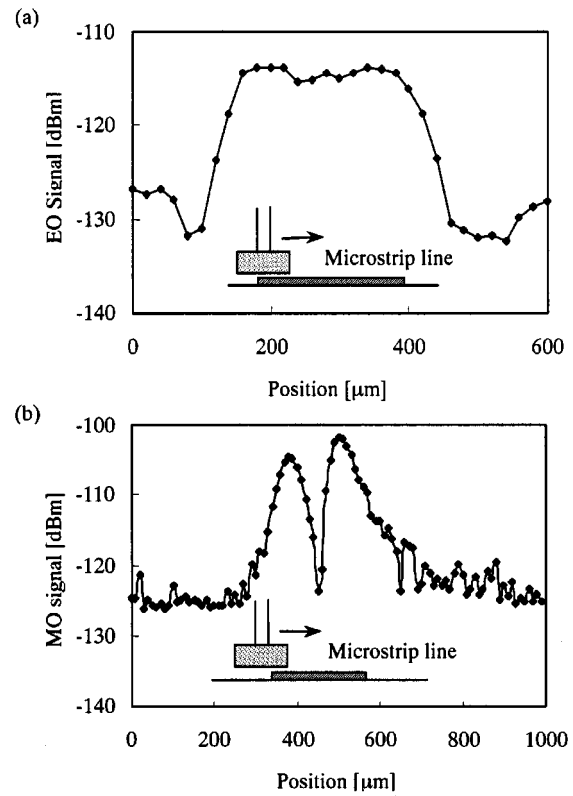 (a)
-110
-120
-130
-140
EO Signal [dBm]
Microstrip line
0 200 400 600
Position [μm]
(b)
-100
-110
-120
-130
-140
MO signal [dBm]
Microstrip line
0 200 400 600 800 1000
Position [μm]